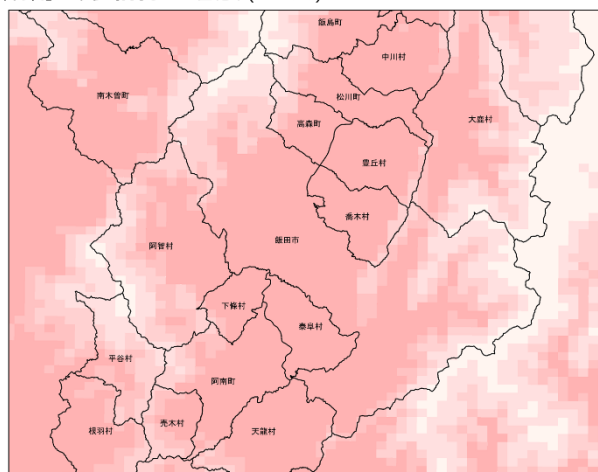 飯島町
中川村
南木曽町
松川町
大鹿村
高森町
豊丘村
喬木村
飯田市
阿智村
下條村
泰阜村
平谷村
阿南町
売木村
根羽村
天龍村